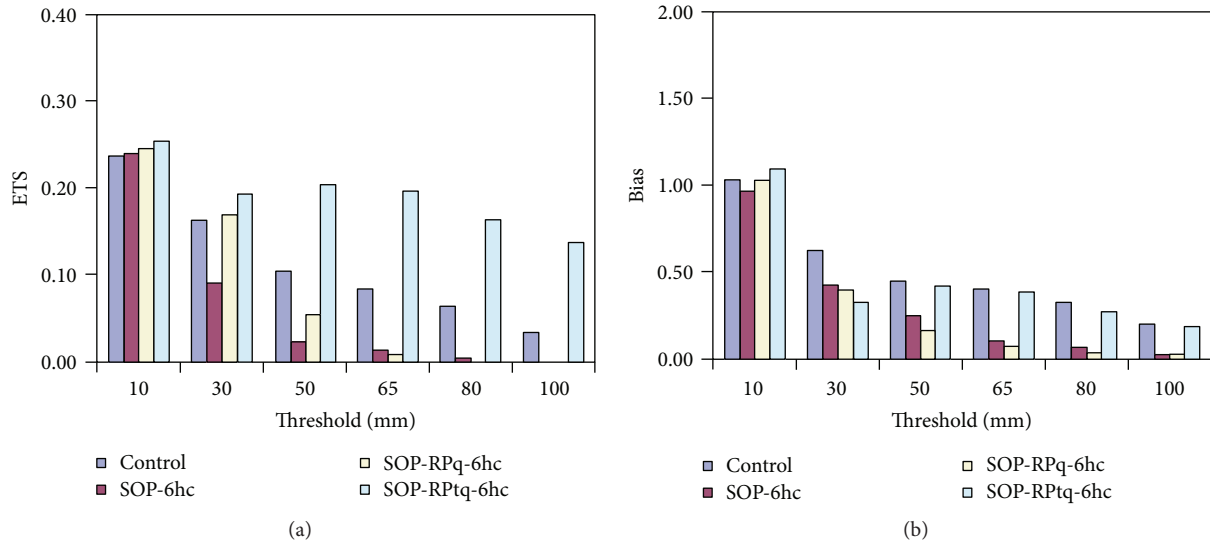 0.40
0.30
0.20
0.10
0.00
ETS
10 30 50 65 80 100
Threshold (mm)
Control SOP-RPq-6hc
SOP-6hc SOP-RPtq-6hc
(a)
2.00
1.50
1.00
0.50
0.00
Bias
10 30 50 65 80 100
Threshold (mm)
Control SOP-RPq-6hc
SOP-6hc SOP-RPtq-6hc
(b)